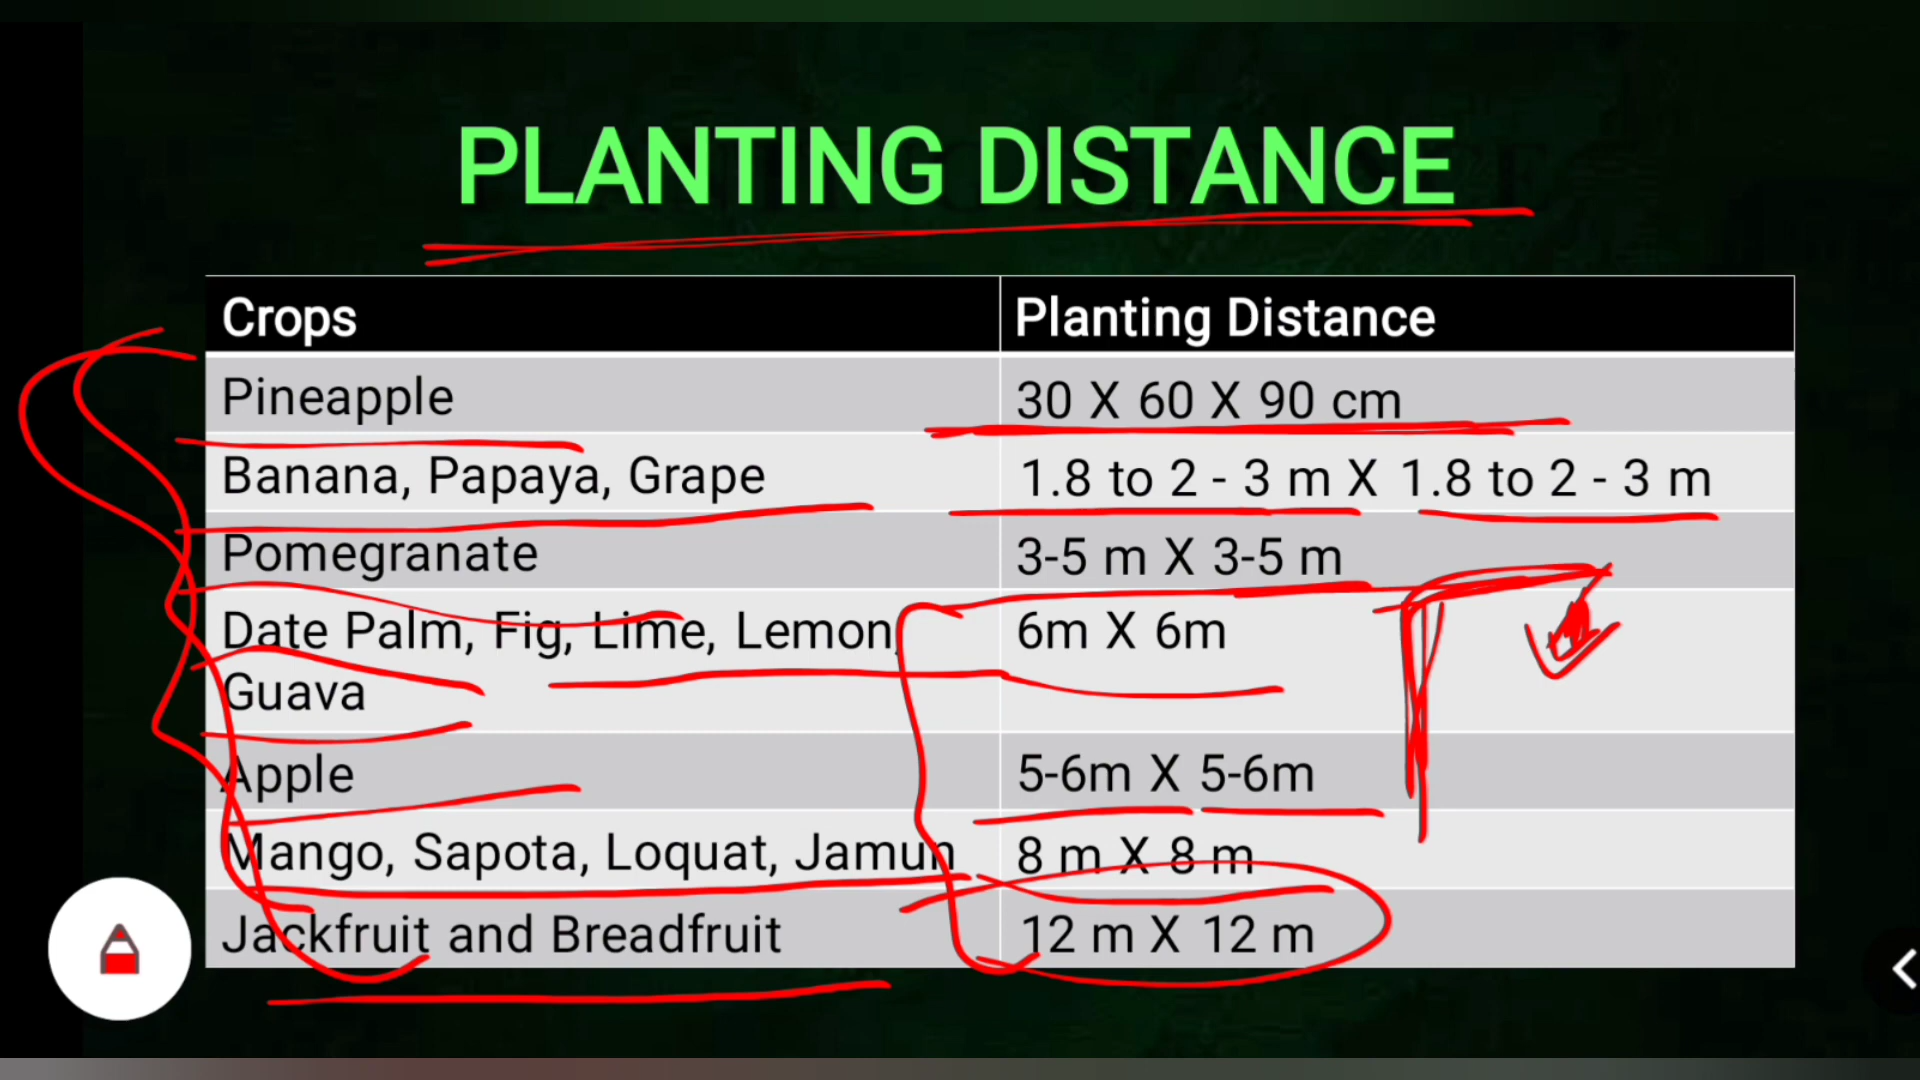 PLANTING DISTANCE
Crops Planting Distance
Pineapple 30 X 60 X 90 cm
Banana, Papaya, Grape 1.8 to 2 - 3 m X 1.8 to 2 - 3 m
Pomegranate 3-5 m X 3-5 m
Date Palm, Fig, Lime, Lemon, 6m X 6m
Guava
Apple 5-6m X 5-6m
Mango, Sapota, Loquat, Jamun 8 m X 8 m
Jackfruit and Breadfruit 12 m X 12 m